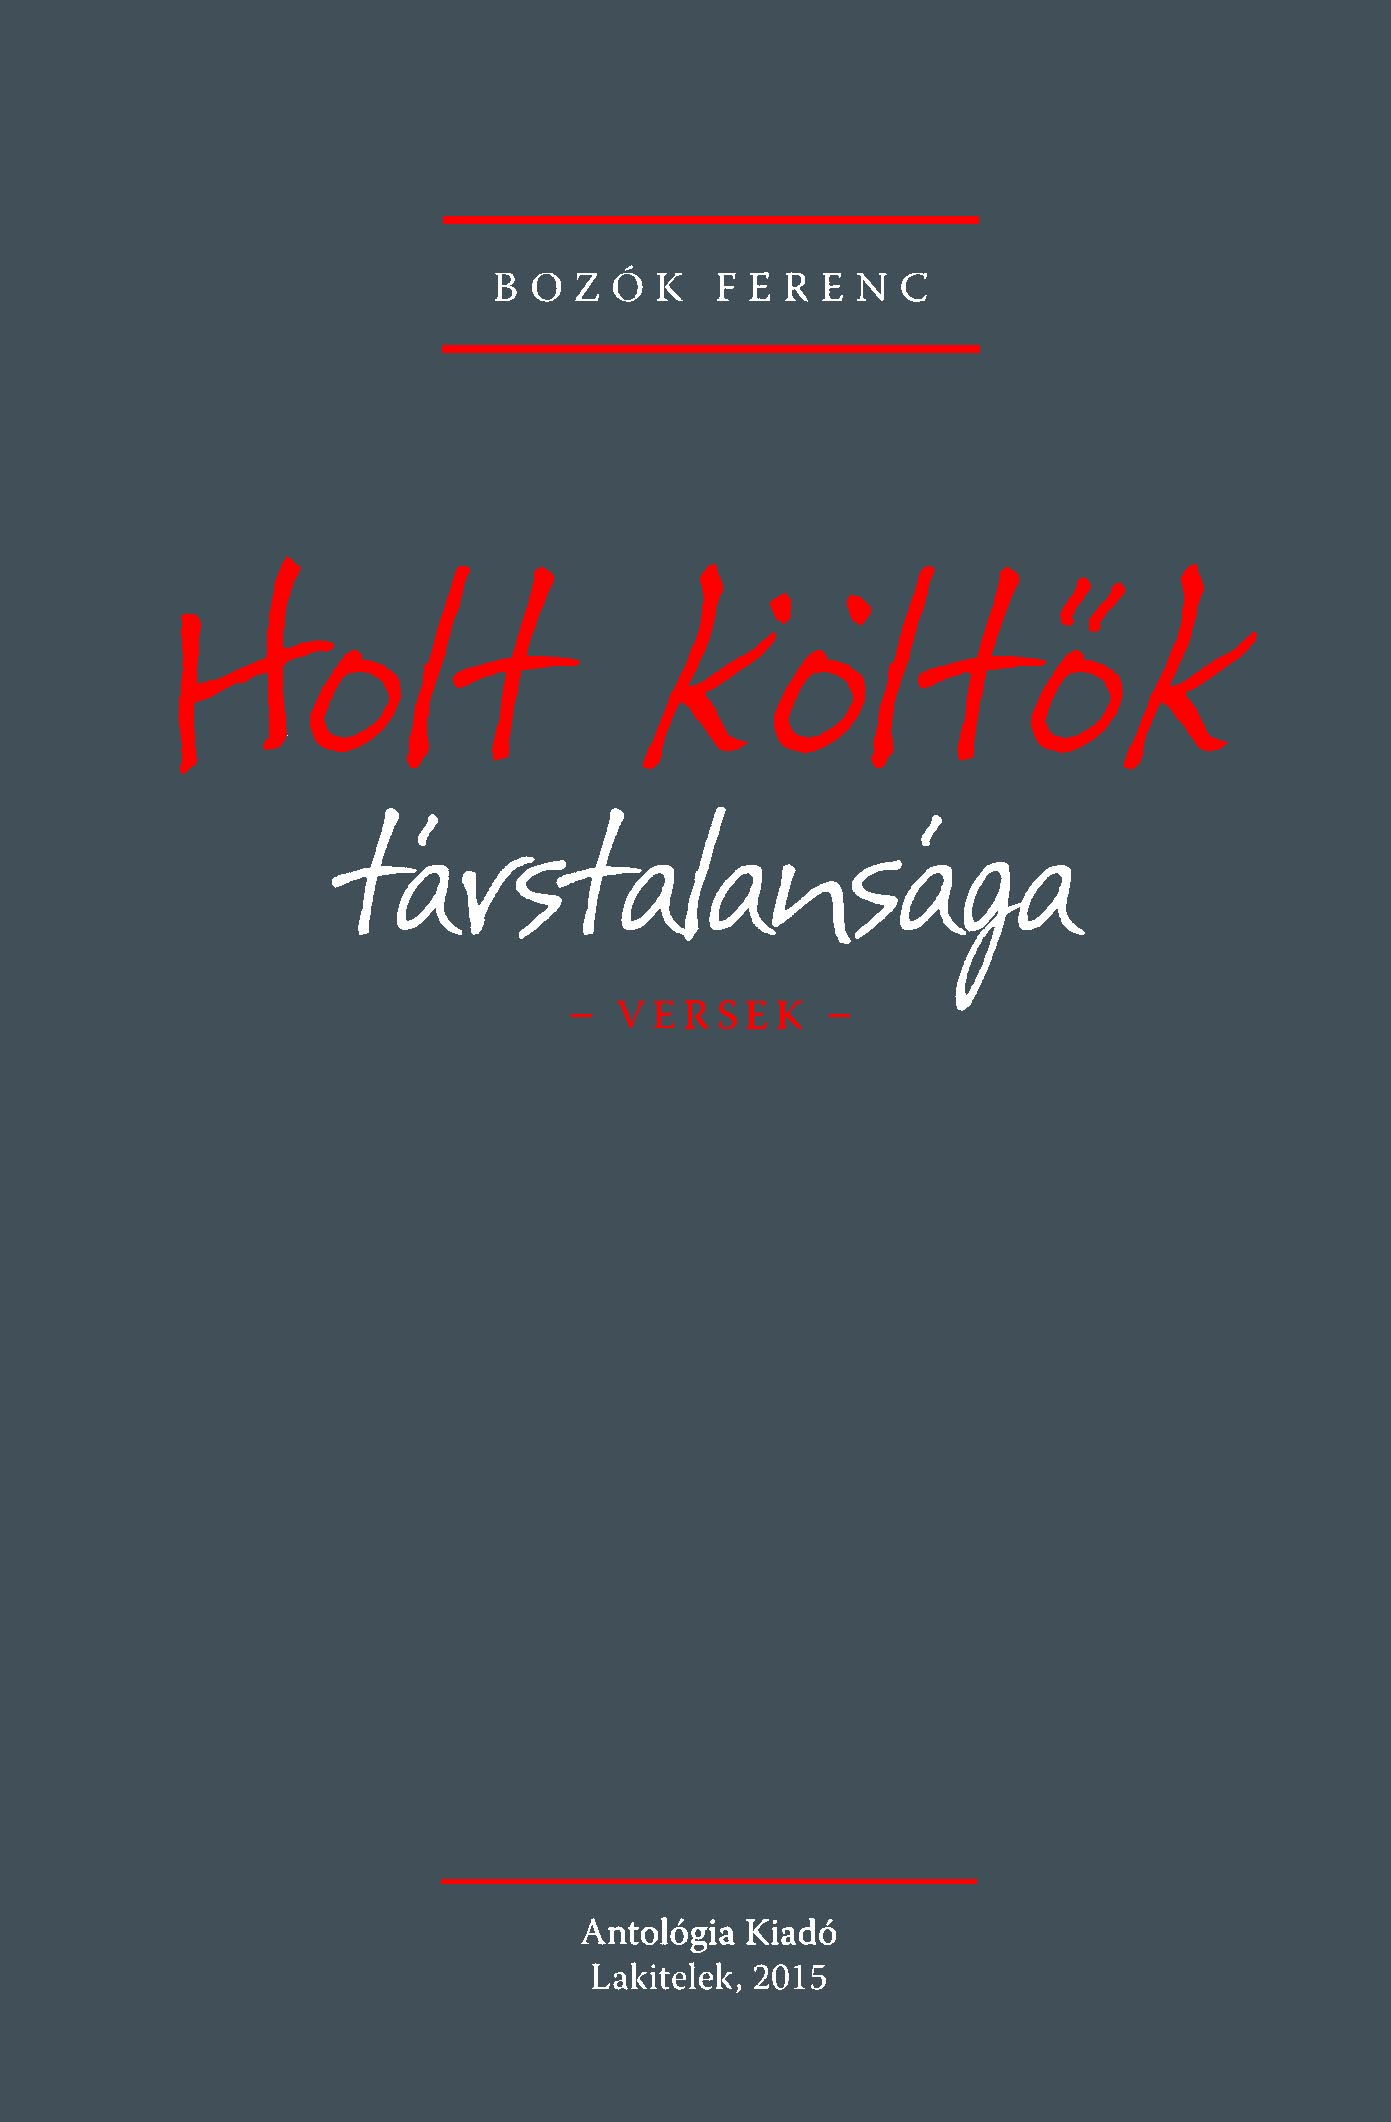 BOZÓK FERENC
Holt költők
társtalansága
– VERSEK –
Antológia Kiadó
Lakitelek, 2015